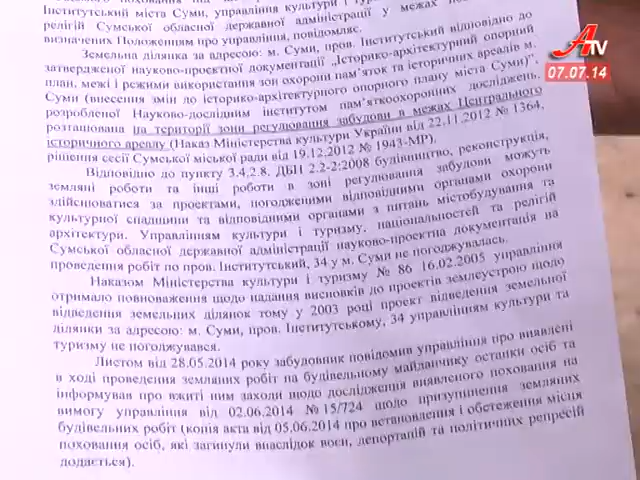 Інститутський міста Суми, управління культури і
релігій Сумської обласної державної адміністрації у межах
визначених Положенням про управління, повідомляє.
Земельна ділянка за адресою: м. Суми, пров. Інститутський відповідно до
затвердженої науково-проектної документації „Історико-архітектурний опорний
план, межі і режими використання зон охорони пам'яток та історичних ареалів м.
Суми (внесення змін до історико-архітектурного опорного плану міста Суми)",
розробленої Науково-дослідним інститутом пам'яткоохоронних досліджень,
розташована на території зони регулювання забудови в межах Центрального
історичного ареалу (Наказ Міністерства культури України від 22.11.2012 № 1364,
рішення сесії Сумської міської ради від 19.12.2012 № 1943-МР).
Відповідно до пункту 3.4.2.8. ДБН 2.2-2:2008 будівництво, реконструкція,
земляні роботи та інші роботи в зоні регулювання забудови можуть
здійснюватися за проектами, погодженими відповідними органами охорони
культурної спадщини та відповідними органами з питань містобудування та
архітектури. Управлінням культури і туризму, національностей та релігій
Сумської обласної державної адміністрації науково-проектна документація на
проведення робіт по пров. Інститутський, 34 у м. Суми не погоджувалась.
Наказом Міністерства культури і туризму № 86 16.02.2005 управління
отримало повноваження щодо надання висновків до проектів землеустрою щодо
відведення земельних ділянок тому у 2003 році проект відведення земельної
ділянки за адресою: м. Суми, пров. Інститутському, 34 управлінням культури та
туризму не погоджувався.
Листом від 28.05.2014 року забудовник повідомив управління про виявлені
в ході проведення земляних робіт на будівельному майданчику останки осіб та
інформував про вжиті ним заходи щодо дослідження виявленого поховання на
вимогу управління від 02.06.2014 №15/724 щодо призупинення земляних
будівельних робіт (копія акта від 05.06.2014 про встановлення і обстеження місця
поховання осіб, які загинули внаслідок воєн, депортацій та політичних репресій
додається).
ATV
07.07.14